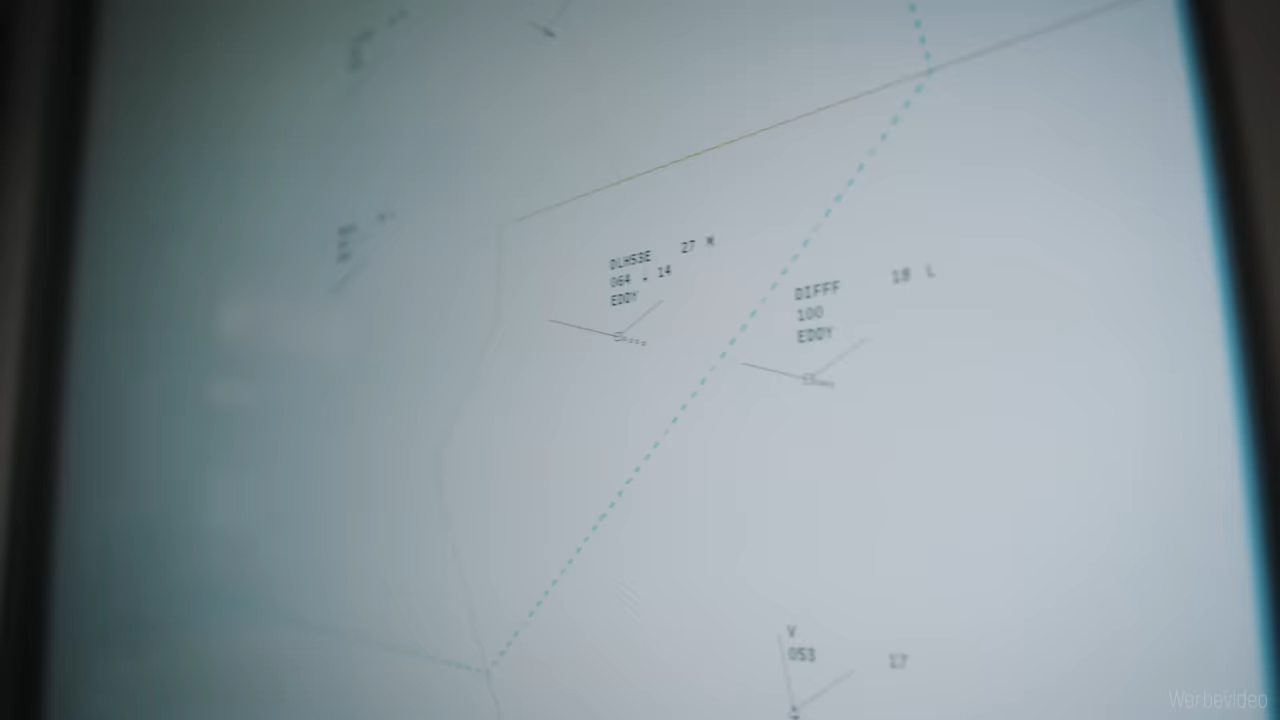 DLH53E 27 M
064 ↓ 14
EDDY
DIFFF 18 L
100
EDDY
V
053 17
Werbevideo